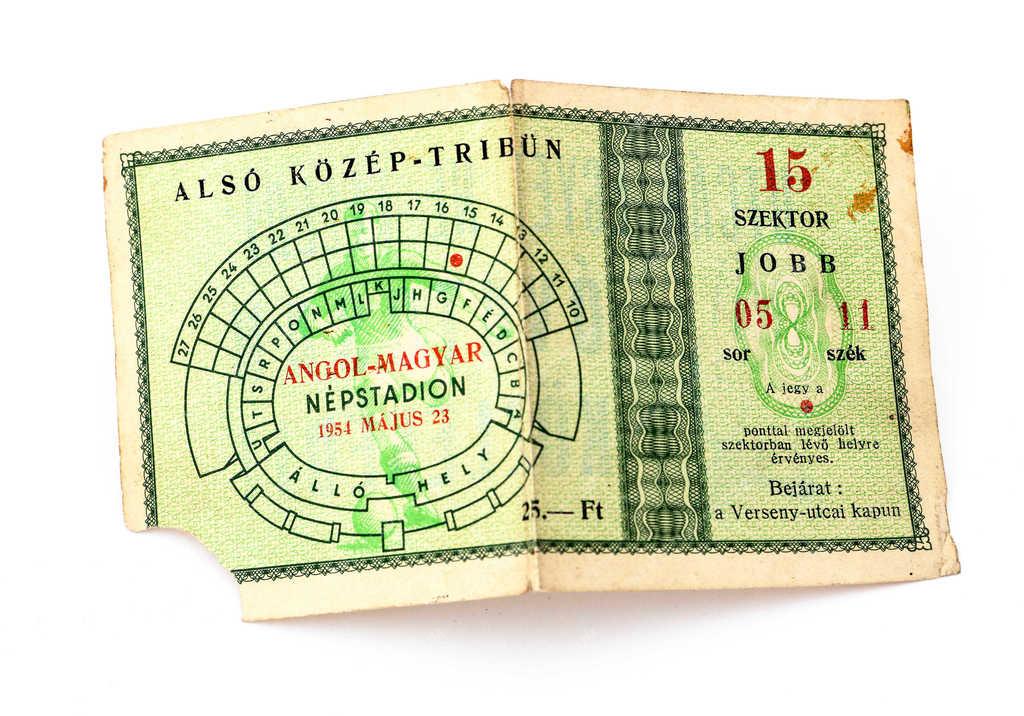 ALSÓ KÖZÉP-TRIBÜN
27 26 25 24 23 22 21 20 19 18 17 16 15 14 13 12 11 10
Ü T S R P O N M L K J H G F É D C B A
ANGOL-MAGYAR
NÉPSTADION
1954 MÁJUS 23
ÁLLÓ HELY
25.— Ft
15
SZEKTOR
JOBB
05 11
sor szék
A jegy a
ponttal megjelölt
szektorban lévő helyre
érvényes.
Bejárat :
a Verseny-utcai kapun